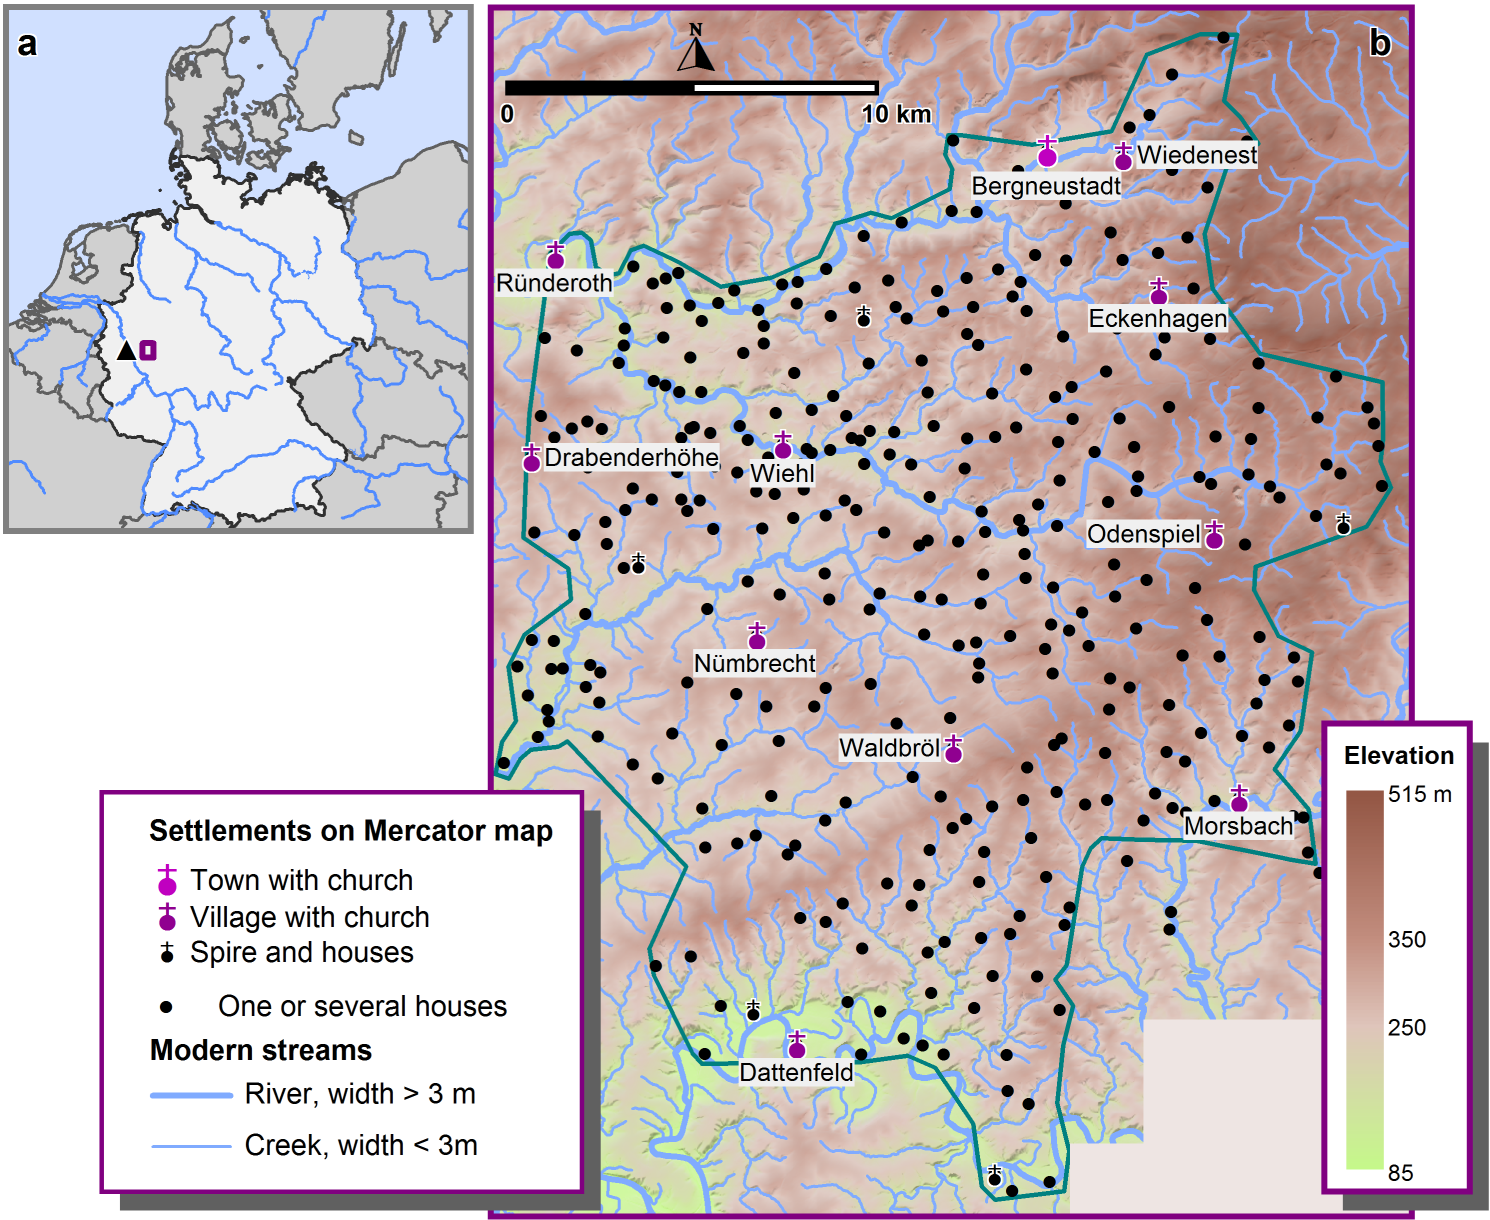 a
b
N
0
10 km
Wiedenest
Bergneustadt
Ründeroth
Eckenhagen
Drabenderhöhe
Wiehl
Odenspiel
Nümbrecht
Waldbröl
Morsbach
Dattenfeld
Settlements on Mercator map
Town with church
Village with church
Spire and houses
One or several houses
Modern streams
River, width > 3 m
Creek, width < 3m
Elevation
515 m
350
250
85